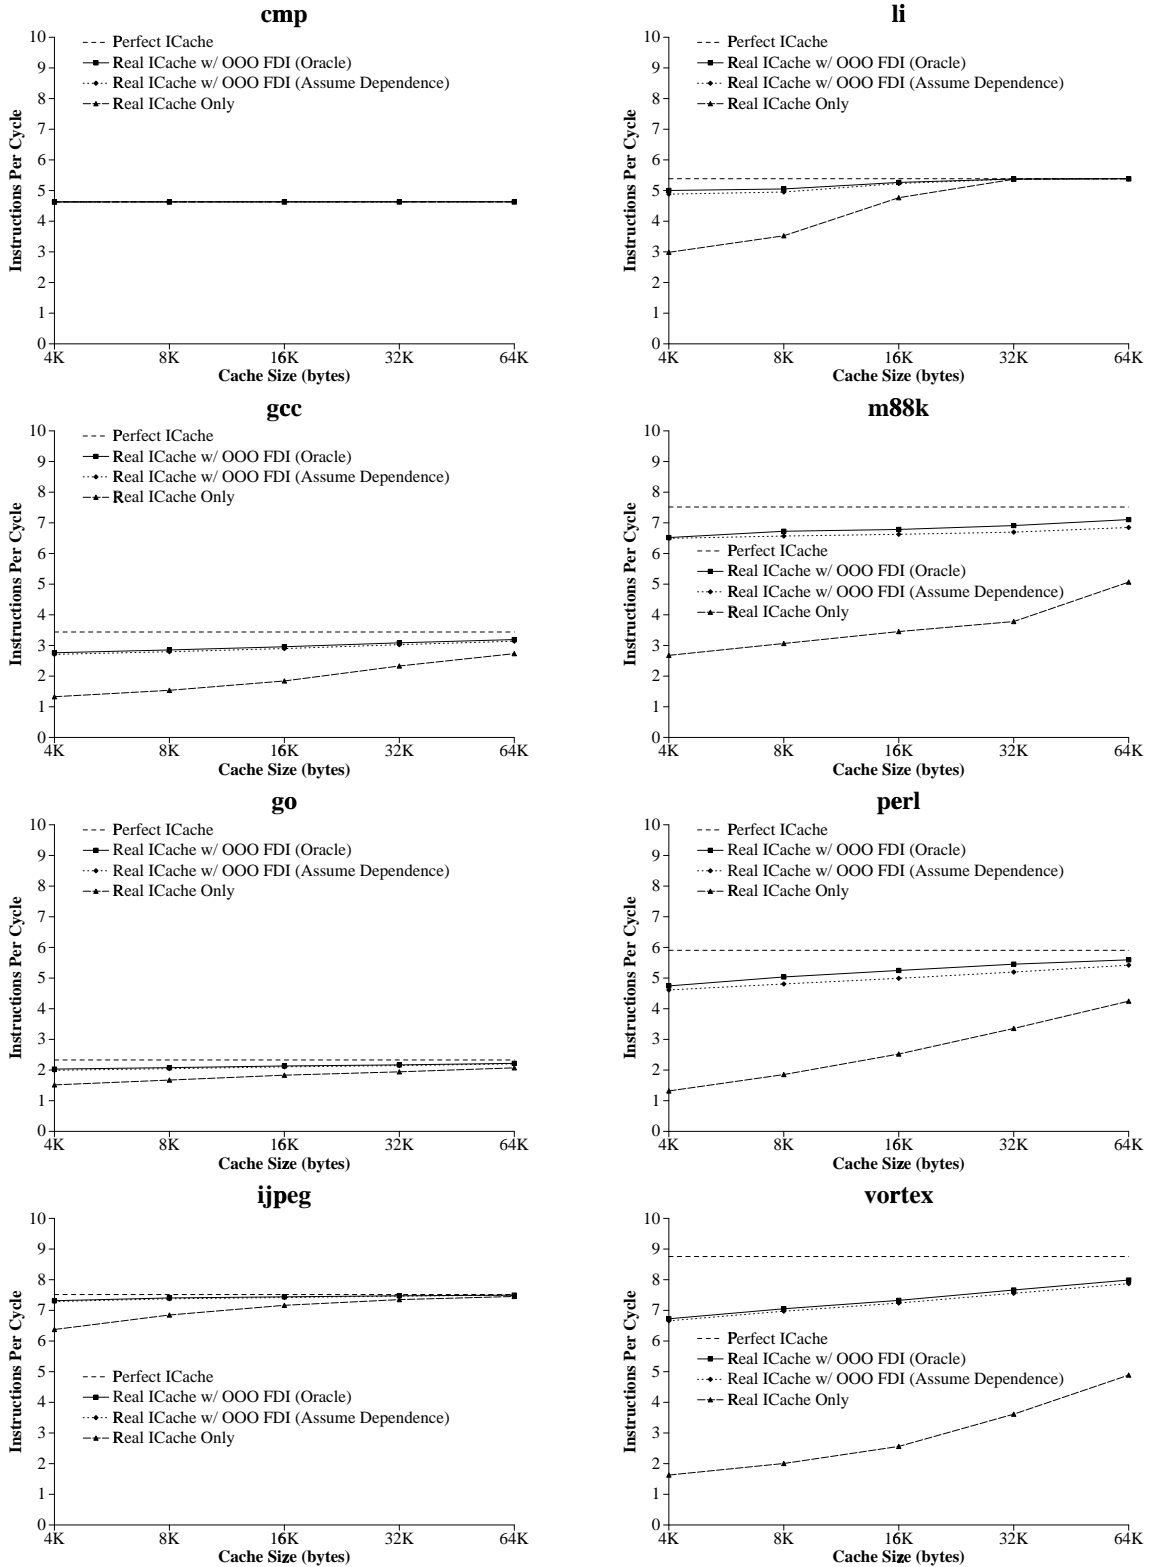 cmp
10
9
8
7
6
5
4
3
2
1
0
Instructions Per Cycle
Perfect ICache
Real ICache w/ OOO FDI (Oracle)
Real ICache w/ OOO FDI (Assume Dependence)
Real ICache Only
4K 8K 16K 32K 64K
Cache Size (bytes)
li
10
9
8
7
6
5
4
3
2
1
0
Instructions Per Cycle
Perfect ICache
Real ICache w/ OOO FDI (Oracle)
Real ICache w/ OOO FDI (Assume Dependence)
Real ICache Only
4K 8K 16K 32K 64K
Cache Size (bytes)
gcc
10
9
8
7
6
5
4
3
2
1
0
Instructions Per Cycle
Perfect ICache
Real ICache w/ OOO FDI (Oracle)
Real ICache w/ OOO FDI (Assume Dependence)
Real ICache Only
4K 8K 16K 32K 64K
Cache Size (bytes)
m88k
10
9
8
7
6
5
4
3
2
1
0
Instructions Per Cycle
Perfect ICache
Real ICache w/ OOO FDI (Oracle)
Real ICache w/ OOO FDI (Assume Dependence)
Real ICache Only
4K 8K 16K 32K 64K
Cache Size (bytes)
go
10
9
8
7
6
5
4
3
2
1
0
Instructions Per Cycle
Perfect ICache
Real ICache w/ OOO FDI (Oracle)
Real ICache w/ OOO FDI (Assume Dependence)
Real ICache Only
4K 8K 16K 32K 64K
Cache Size (bytes)
perl
10
9
8
7
6
5
4
3
2
1
0
Instructions Per Cycle
Perfect ICache
Real ICache w/ OOO FDI (Oracle)
Real ICache w/ OOO FDI (Assume Dependence)
Real ICache Only
4K 8K 16K 32K 64K
Cache Size (bytes)
ijpeg
10
9
8
7
6
5
4
3
2
1
0
Instructions Per Cycle
Perfect ICache
Real ICache w/ OOO FDI (Oracle)
Real ICache w/ OOO FDI (Assume Dependence)
Real ICache Only
4K 8K 16K 32K 64K
Cache Size (bytes)
vortex
10
9
8
7
6
5
4
3
2
1
0
Instructions Per Cycle
Perfect ICache
Real ICache w/ OOO FDI (Oracle)
Real ICache w/ OOO FDI (Assume Dependence)
Real ICache Only
4K 8K 16K 32K 64K
Cache Size (bytes)